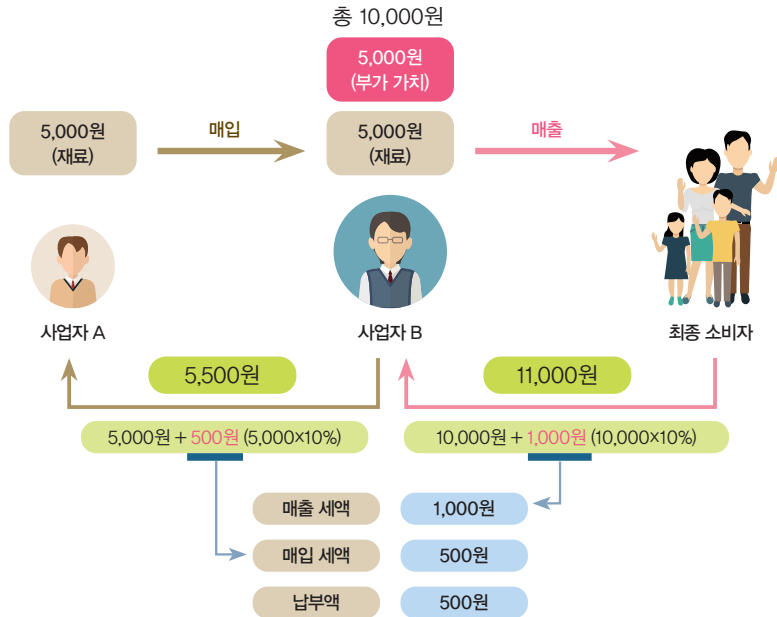 총 10,000원
5,000원
(부가 가치)
5,000원
(재료)
매입
5,000원
(재료)
매출
사업자 A
사업자 B
최종 소비자
5,500원
11,000원
5,000원 + 500원 (5,000×10%)
10,000원 + 1,000원 (10,000×10%)
매출 세액
1,000원
매입 세액
500원
납부액
500원